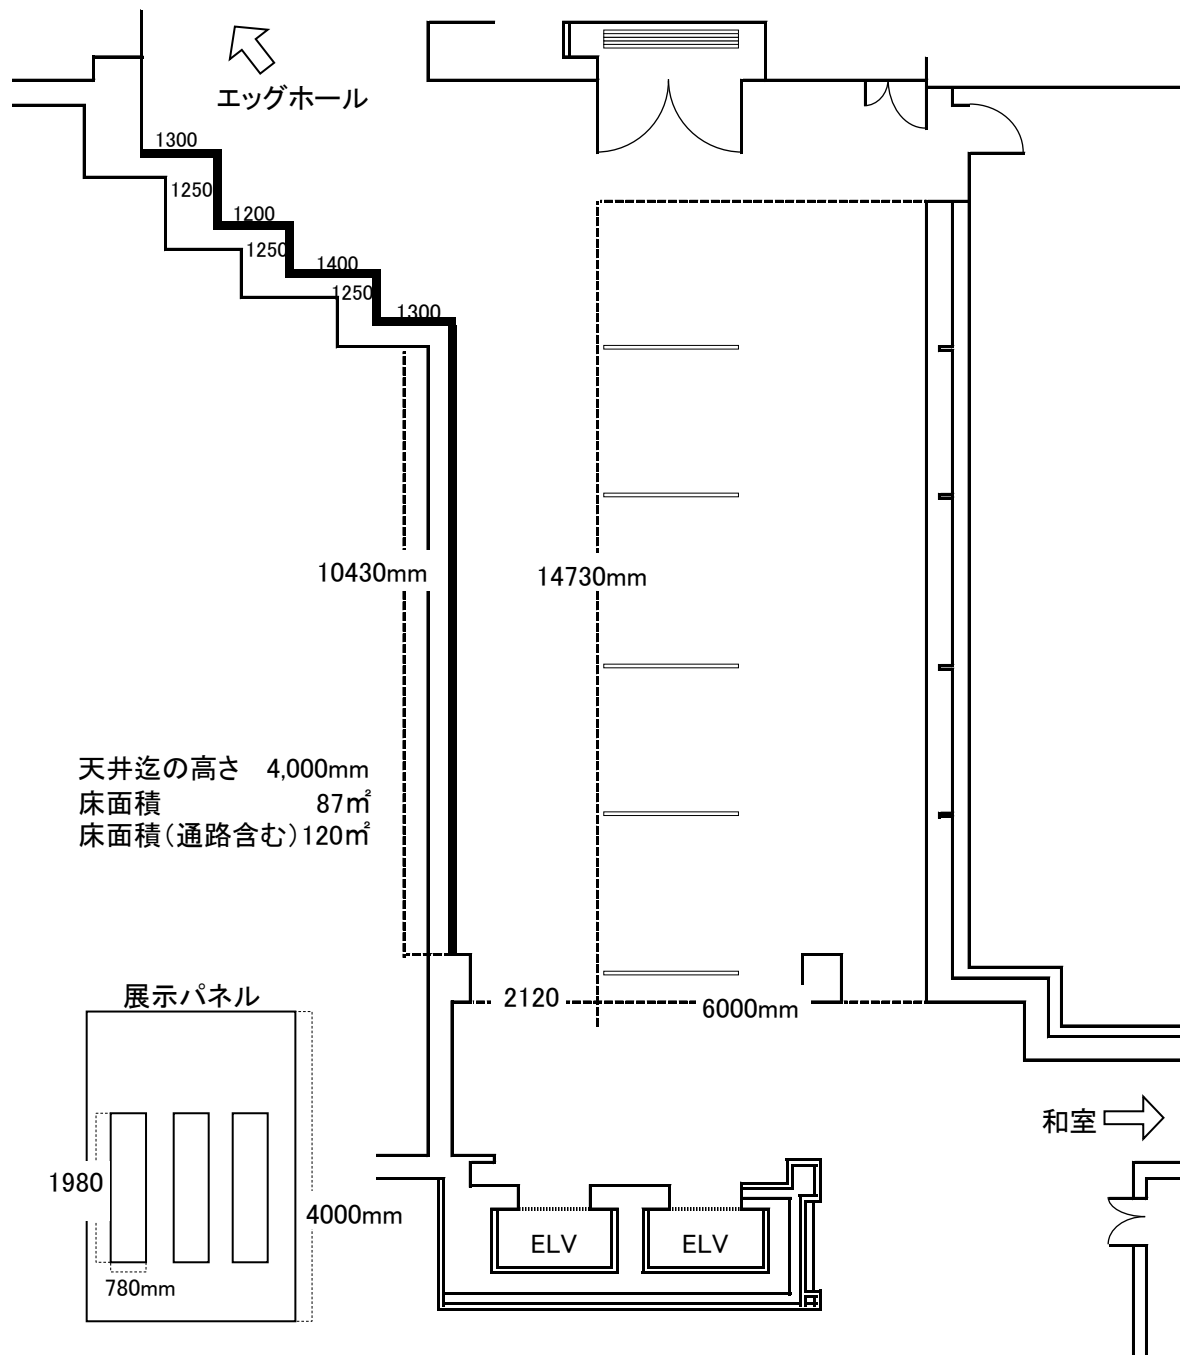 エッグホール
1300
1250
1200
1250
1400
1250
1300
10430mm
14730mm
天井迄の高さ 4,000mm
床面積 87㎡
床面積(通路含む)120㎡
2120
6000mm
展示パネル
1980
4000mm
780mm
和室
ELV
ELV